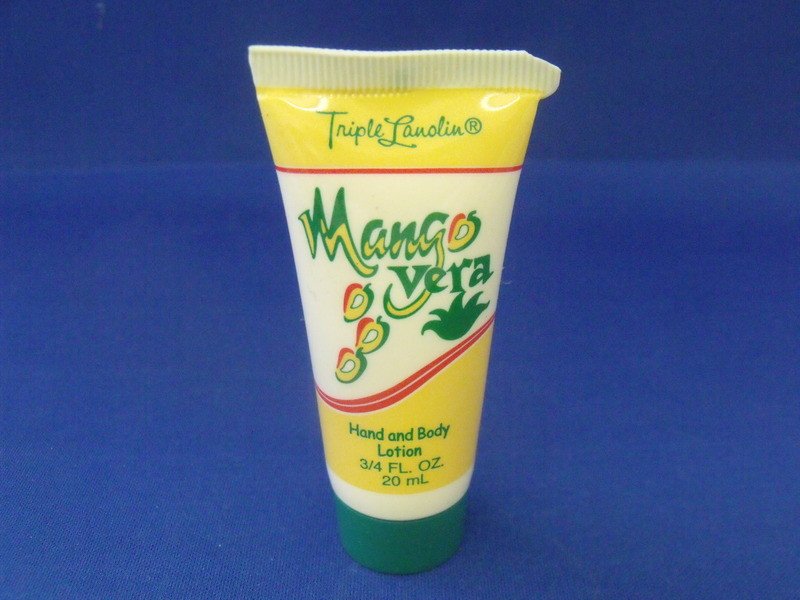 Triple Lanolin®
Mango
Vera
Hand and Body
Lotion
3/4 FL. OZ.
20 mL